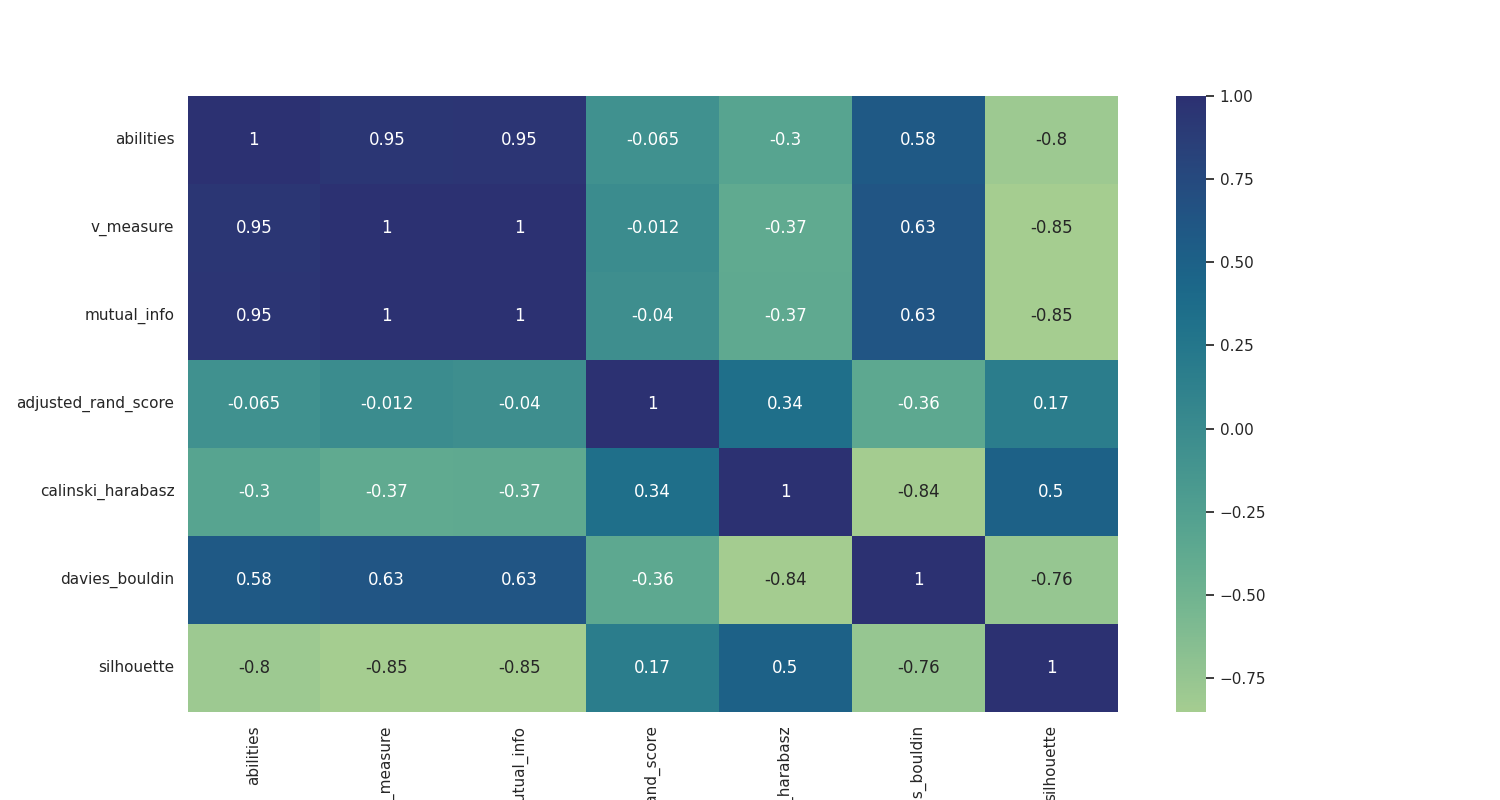 abilities 1 0.95 0.95 -0.065 -0.3 0.58 -0.8
v_measure 0.95 1 1 -0.012 -0.37 0.63 -0.85
mutual_info 0.95 1 1 -0.04 -0.37 0.63 -0.85
adjusted_rand_score -0.065 -0.012 -0.04 1 0.34 -0.36 0.17
calinski_harabasz -0.3 -0.37 -0.37 0.34 1 -0.84 0.5
davies_bouldin 0.58 0.63 0.63 -0.36 -0.84 1 -0.76
silhouette -0.8 -0.85 -0.85 0.17 0.5 -0.76 1
abilities
_measure
utual_info
and_score
_harabasz
s_bouldin
silhouette
1.00
0.75
0.50
0.25
0.00
−0.25
−0.50
−0.75